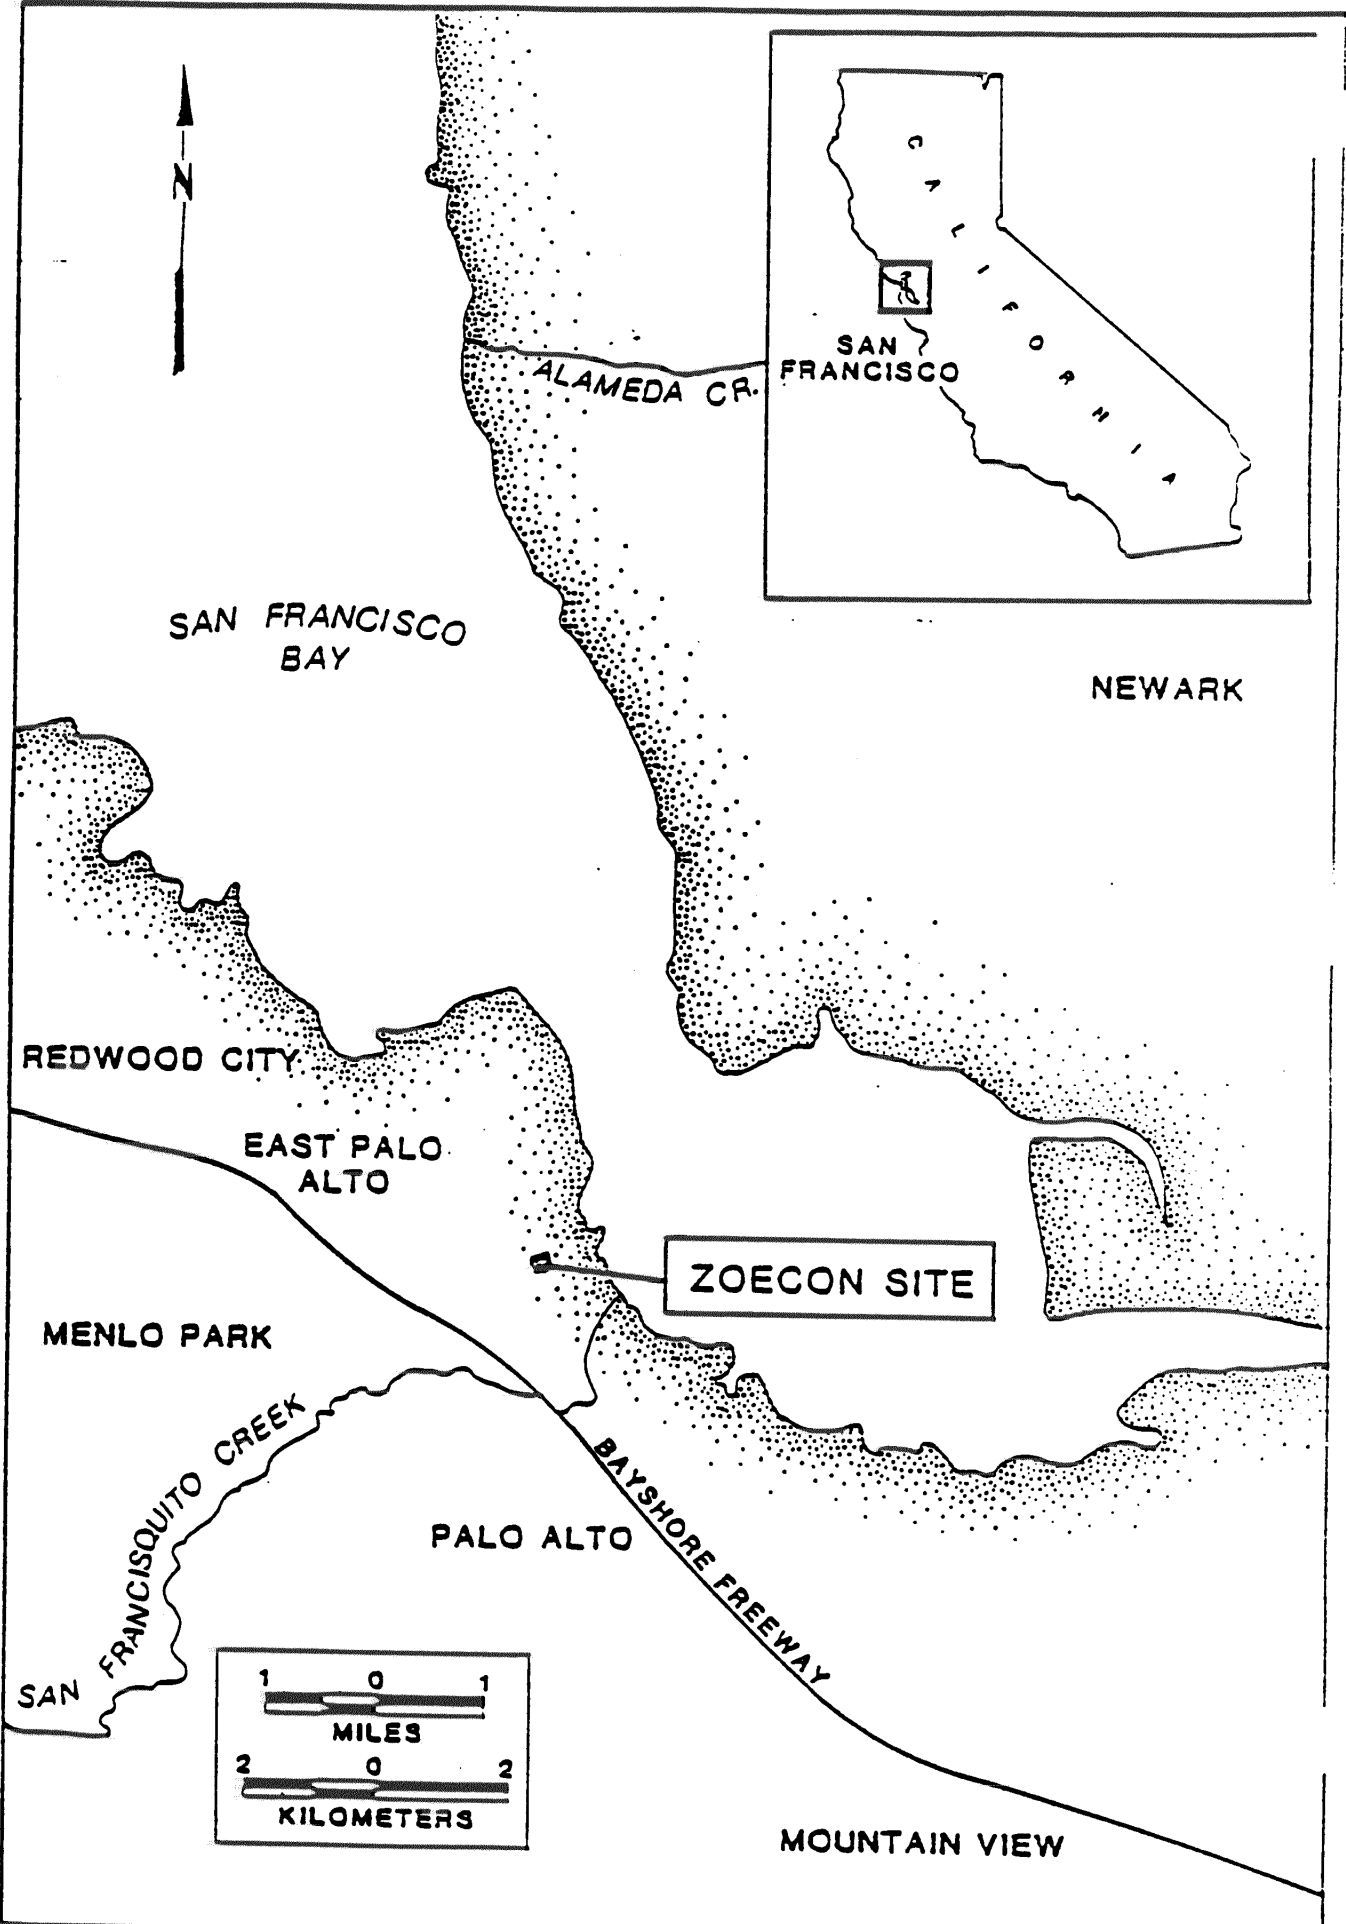 N
CALIFORNIA
SAN
FRANCISCO
ALAMEDA CR.
SAN FRANCISCO
BAY
NEWARK
REDWOOD CITY
EAST PALO
ALTO
ZOECON SITE
MENLO PARK
SAN FRANCISQUITO CREEK
BAYSHORE FREEWAY
PALO ALTO
1 0 1
MILES
2 0 2
KILOMETERS
MOUNTAIN VIEW